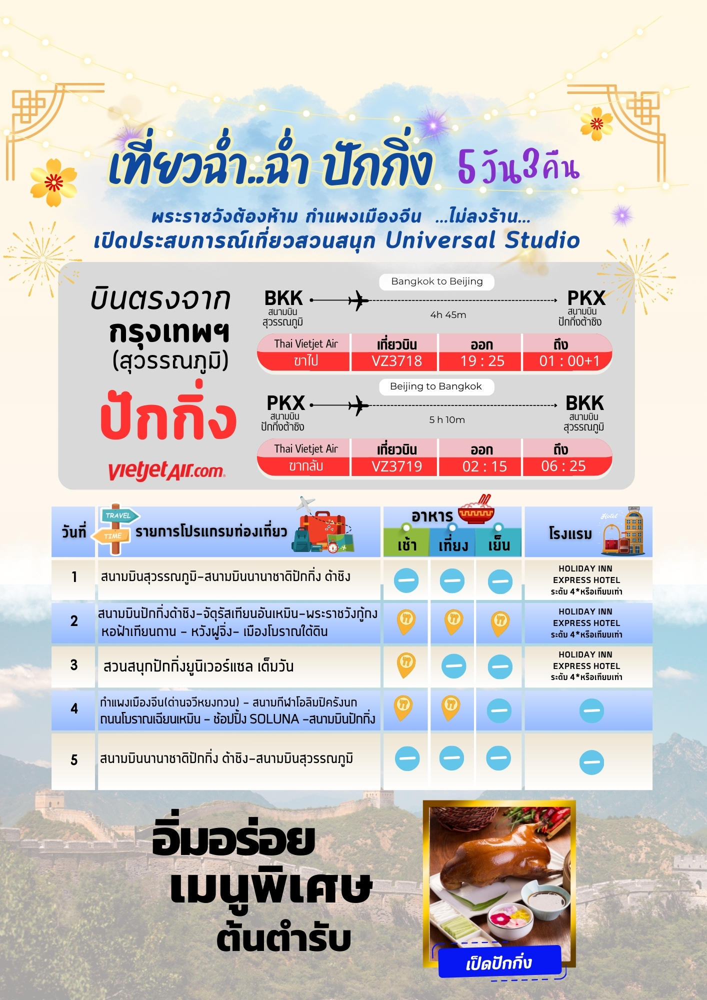 เที่ยวฉ่ำ..ฉ่ำ ปักกิ่ง 5 วัน 3 คืน
พระราชวังต้องห้าม กำแพงเมืองจีน ...ไม่ลงร้าน...
เปิดประสบการณ์เที่ยวสวนสนุก Universal Studio
บินตรงจาก
กรุงเทพฯ
(สุวรรณภูมิ)
ปักกิ่ง
vietjetAir.com
Bangkok to Beijing
BKK PKX
สนามบิน สนามบิน
สุวรรณภูมิ ปักกิ่งต้าชิง
4h 45m
Thai Vietjet Air เที่ยวบิน ออก ถึง
ขาไป VZ3718 19 : 25 01 : 00+1
Beijing to Bangkok
PKX BKK
สนามบิน สนามบิน
ปักกิ่งต้าชิง สุวรรณภูมิ
5 h 10m
Thai Vietjet Air เที่ยวบิน ออก ถึง
ขากลับ VZ3719 02 : 15 06 : 25
TRAVEL
TIME
Hotel
วันที่ รายการโปรแกรมท่องเที่ยว อาหาร โรงแรม
เช้า เที่ยง เย็น
1 สนามบินสุวรรณภูมิ-สนามบินนานาชาติปักกิ่ง ต้าชิง
HOLIDAY INN
EXPRESS HOTEL
ระดับ 4*หรือเทียบเท่า
2 สนามบินปักกิ่งต้าชิง-จัตุรัสเทียนอันเหมิน-พระราชวังกู้กง
หอฟ้าเทียนถาน - หวังฝูจิ่ง- เมืองโบราณใต้ดิน
HOLIDAY INN
EXPRESS HOTEL
ระดับ 4*หรือเทียบเท่า
3 สวนสนุกปักกิ่งยูนิเวอร์แซล เต็มวัน
HOLIDAY INN
EXPRESS HOTEL
ระดับ 4*หรือเทียบเท่า
4 กำแพงเมืองจีน(ด่านจวีหยงกวน) - สนามกีฬาโอลิมปิครังนก
ถนนโบราณเฉียนเหมิน - ช้อปปิ้ง SOLUNA -สนามบินปักกิ่ง
5 สนามบินนานาชาติปักกิ่ง ต้าชิง-สนามบินสุวรรณภูมิ
อิ่มอร่อย
เมนูพิเศษ
ต้นตำรับ
เป็ดปักกิ่ง